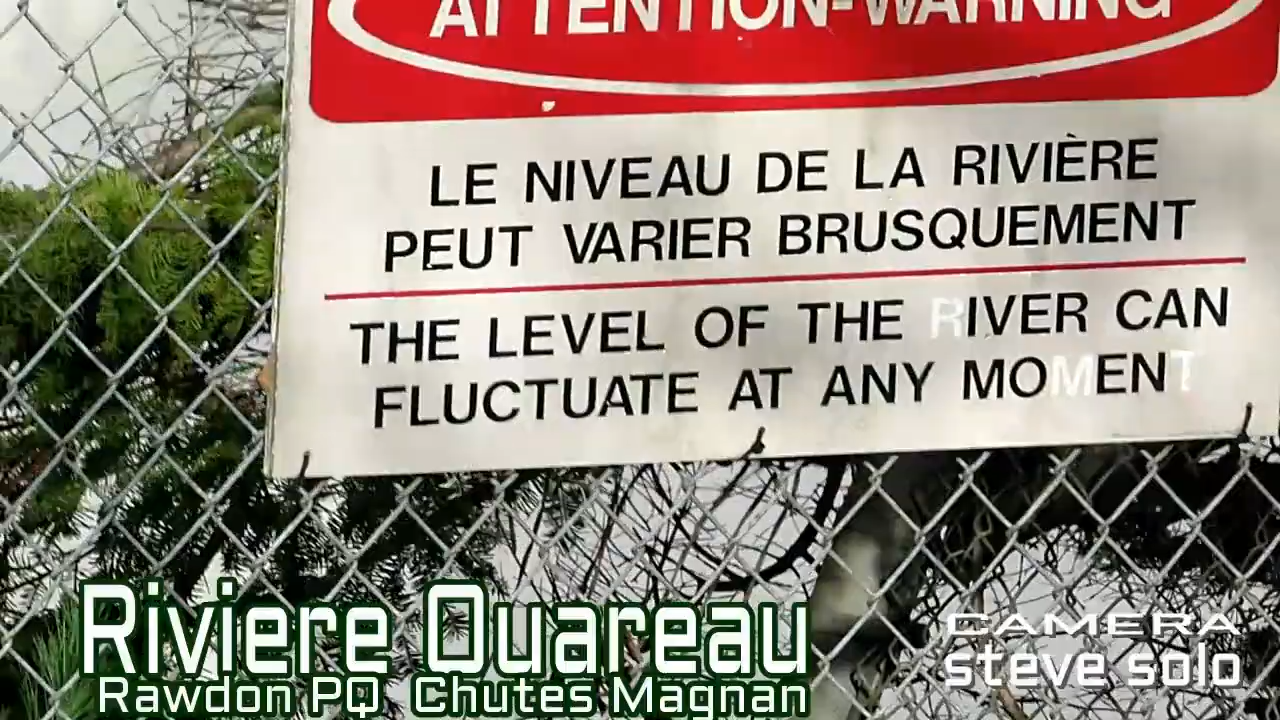 ATTENTION-WARNING
LE NIVEAU DE LA RIVIÈRE
PEUT VARIER BRUSQUEMENT
THE LEVEL OF THE RIVER CAN
FLUCTUATE AT ANY MOMENT
Riviere Ouareau
Rawdon PQ Chutes Magnan
CAMERA
steve solo